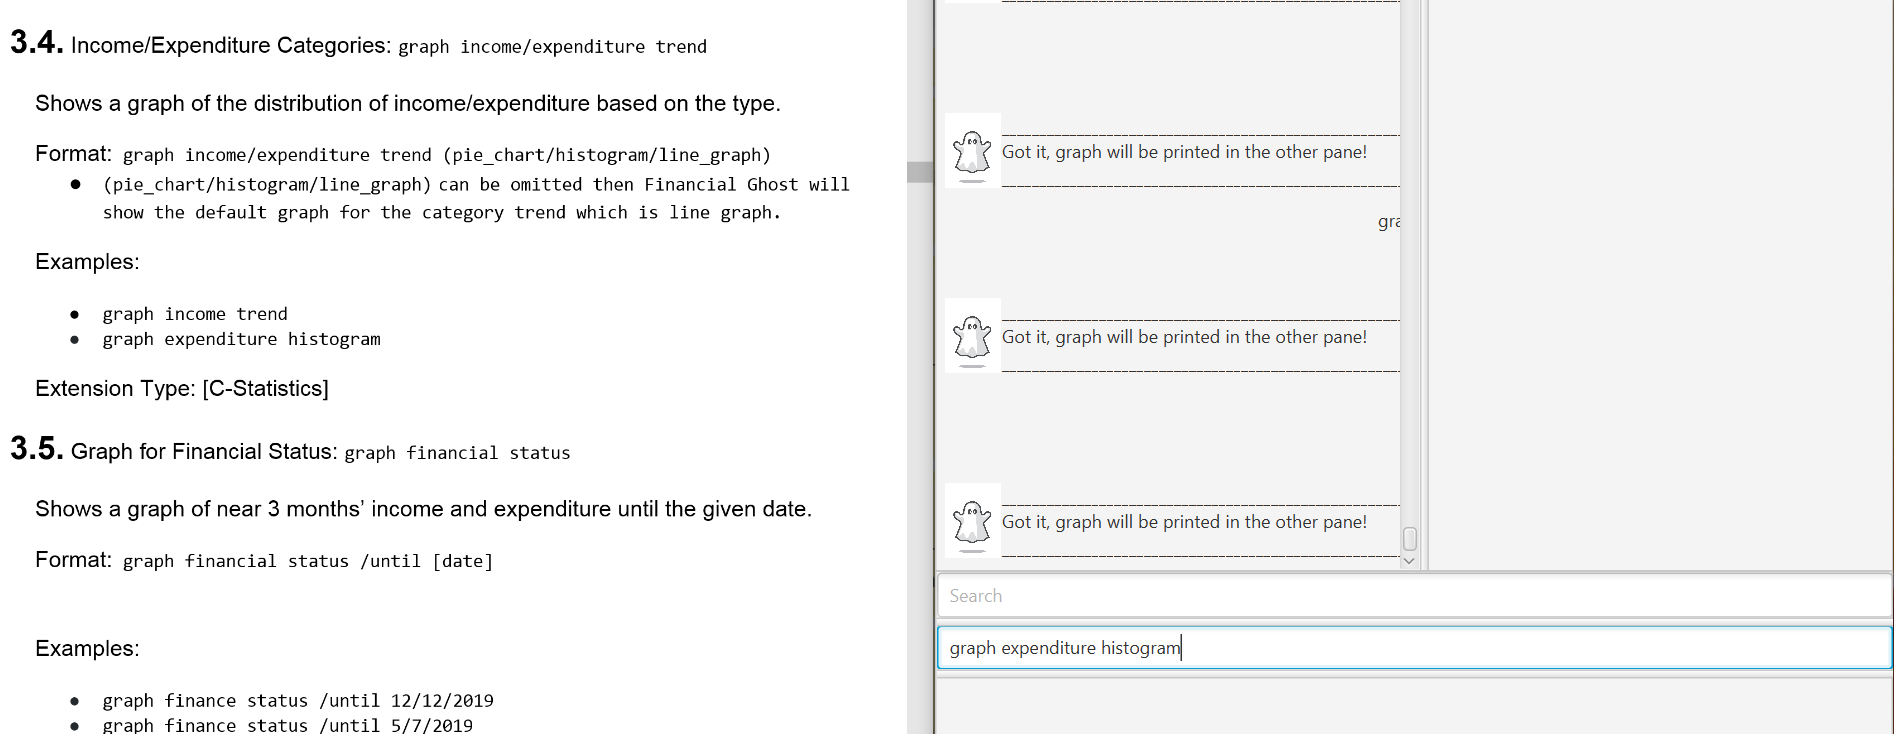 3.4. Income/Expenditure Categories: graph income/expenditure trend
Shows a graph of the distribution of income/expenditure based on the type.
Format: graph income/expenditure trend (pie_chart/histogram/line_graph)
● (pie_chart/histogram/line_graph) can be omitted then Financial Ghost will
show the default graph for the category trend which is line graph.
Examples:
● graph income trend
● graph expenditure histogram
Extension Type: [C-Statistics]
3.5. Graph for Financial Status: graph financial status
Shows a graph of near 3 months’ income and expenditure until the given date.
Format: graph financial status /until [date]
Examples:
● graph finance status /until 12/12/2019
● graph finance status /until 5/7/2019
Got it, graph will be printed in the other pane!
gra
Got it, graph will be printed in the other pane!
Got it, graph will be printed in the other pane!
Search
graph expenditure histogram